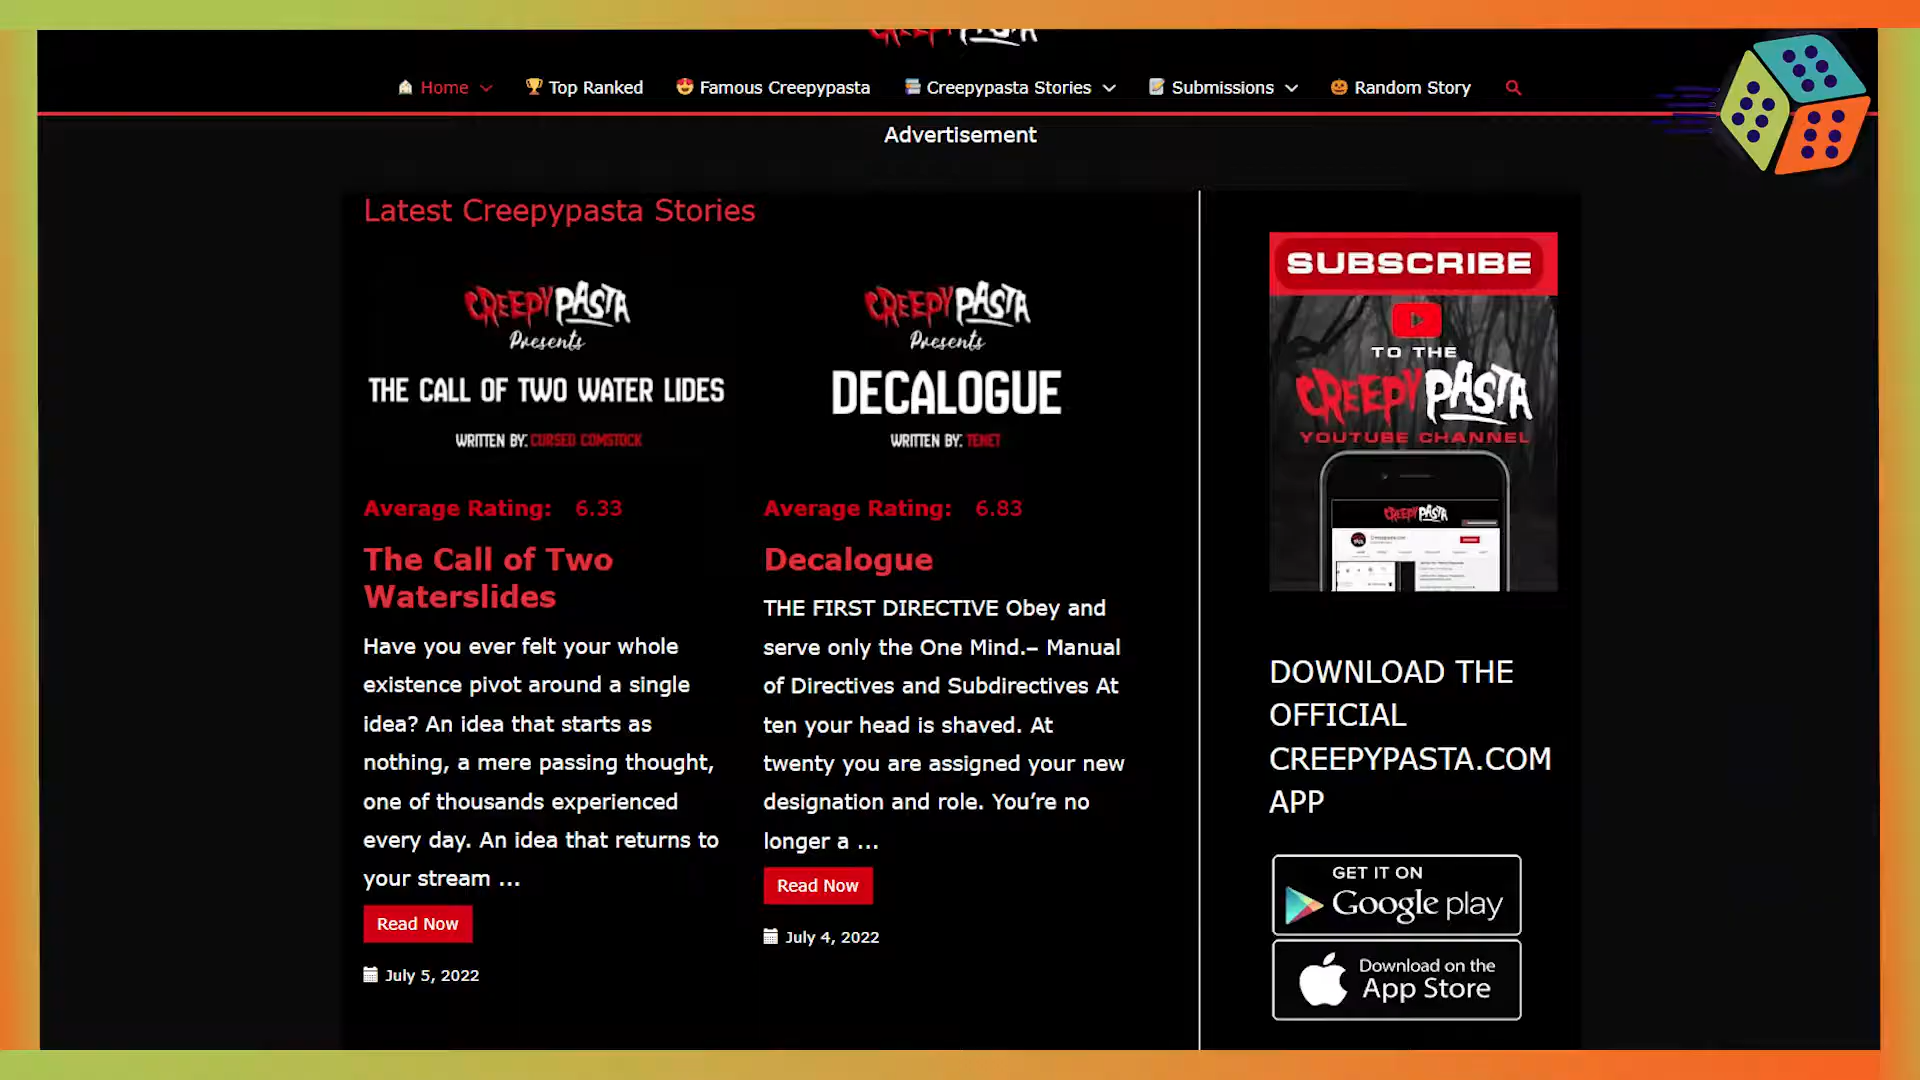 CREEPYPASTA
Home
Top Ranked
Famous Creepypasta
Creepypasta Stories
Submissions
Random Story
Advertisement
Latest Creepypasta Stories
CREEPYPASTA
Presents
THE CALL OF TWO WATER LIDES
WRITTEN BY: CURSED COMSTOCK
Average Rating: 6.33
The Call of Two
Waterslides
Have you ever felt your whole
existence pivot around a single
idea? An idea that starts as
nothing, a mere passing thought,
one of thousands experienced
every day. An idea that returns to
your stream ...
Read Now
July 5, 2022
CREEPYPASTA
Presents
DECALOGUE
WRITTEN BY: TENET
Average Rating: 6.83
Decalogue
THE FIRST DIRECTIVE Obey and
serve only the One Mind.– Manual
of Directives and Subdirectives At
ten your head is shaved. At
twenty you are assigned your new
designation and role. You’re no
longer a ...
Read Now
July 4, 2022
SUBSCRIBE
TO THE
CREEPYPASTA
YOUTUBE CHANNEL
CREEPYPASTA
DOWNLOAD THE
OFFICIAL
CREEPYPASTA.COM
APP
GET IT ON
Google play
Download on the
App Store